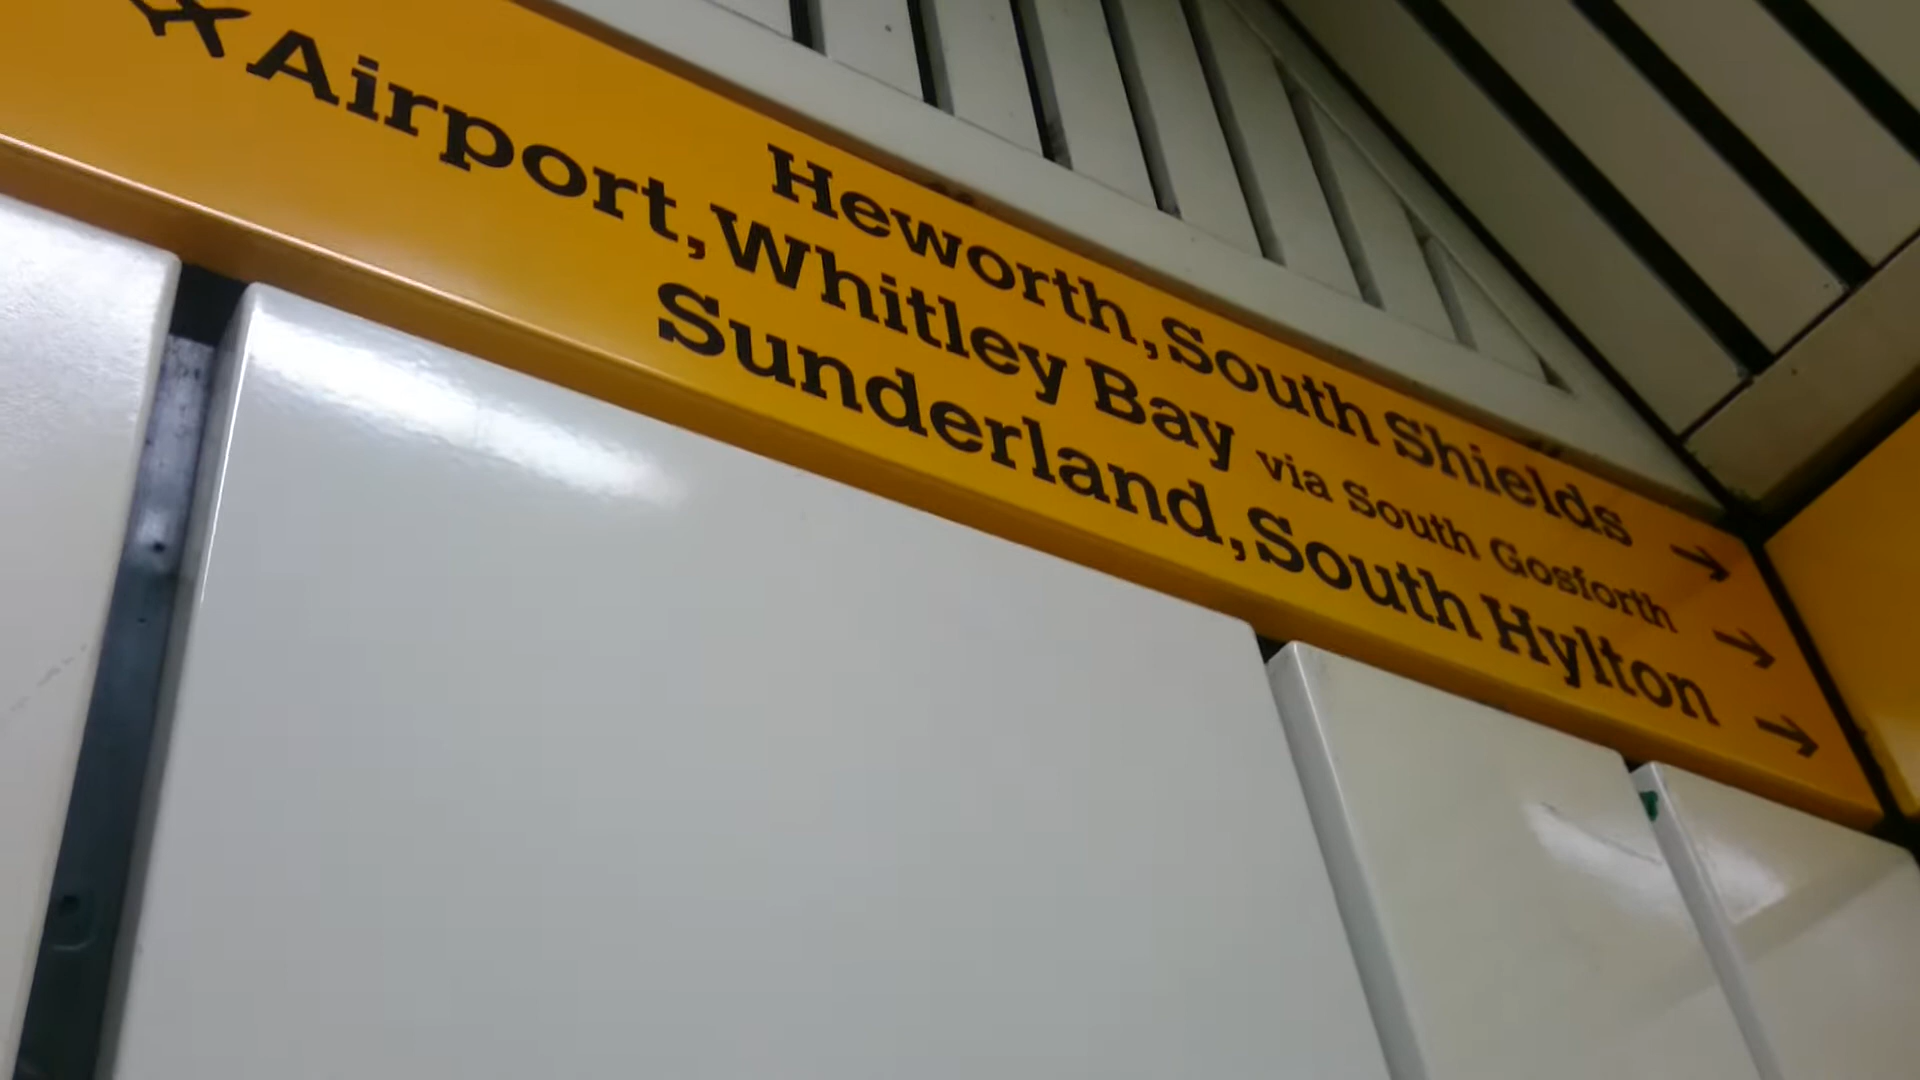 Heworth, South Shields →
Airport, Whitley Bay via South Gosforth →
Sunderland, South Hylton →